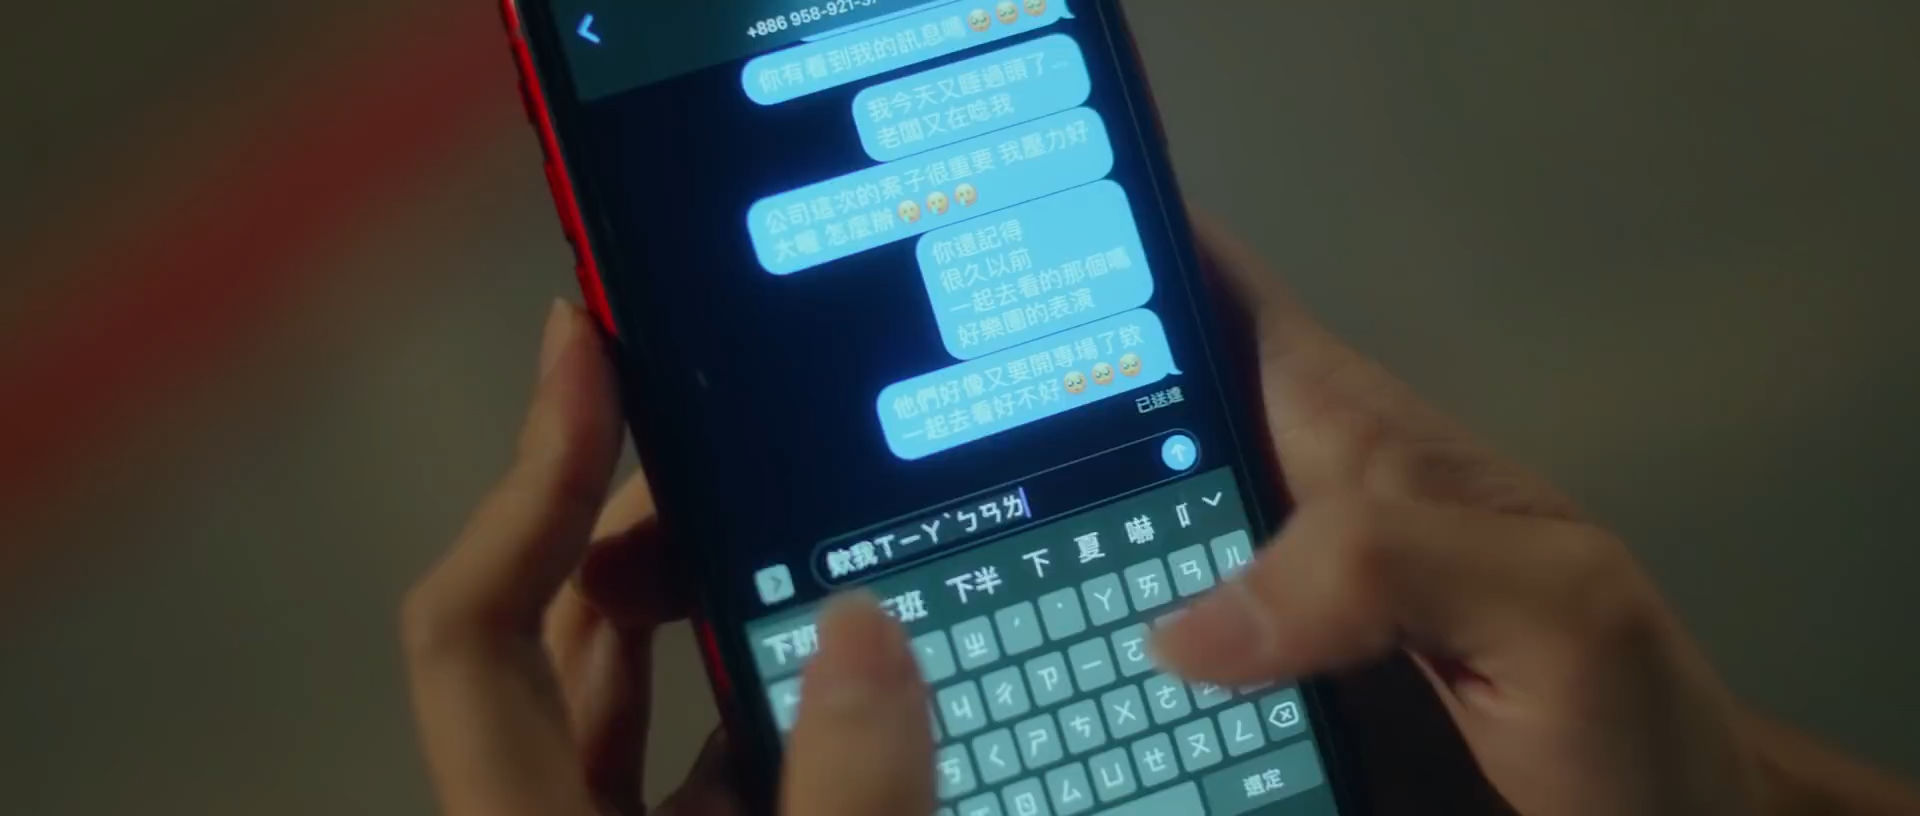 +886 958-921-3
你有看到我的訊息嗎🥺🥺🥺
我今天又睡過頭了
老闆又在唸我
公司這次的案子很重要 我壓力好
大喔 怎麼辦🥲🥲🥲
你還記得
很久以前
一起去看的那個嗎
好樂團的表演
他們好像又要開專場了欸
一起去看好不好🥺🥺🥺
已送達
欸我ㄒㄧㄚˋㄅㄢㄌ
下班 班 下半 下 夏 嚇
ˋ ㄓ ˊ ˙ ㄚ ㄞ ㄢ ㄦ
ㄐ ㄔ ㄗ ㄧ ㄛ
ㄎ ㄑ ㄕ ㄘ ㄨ ㄜ ㄠ
ㄖ ㄙ ㄩ ㄝ ㄡ ㄥ
選定